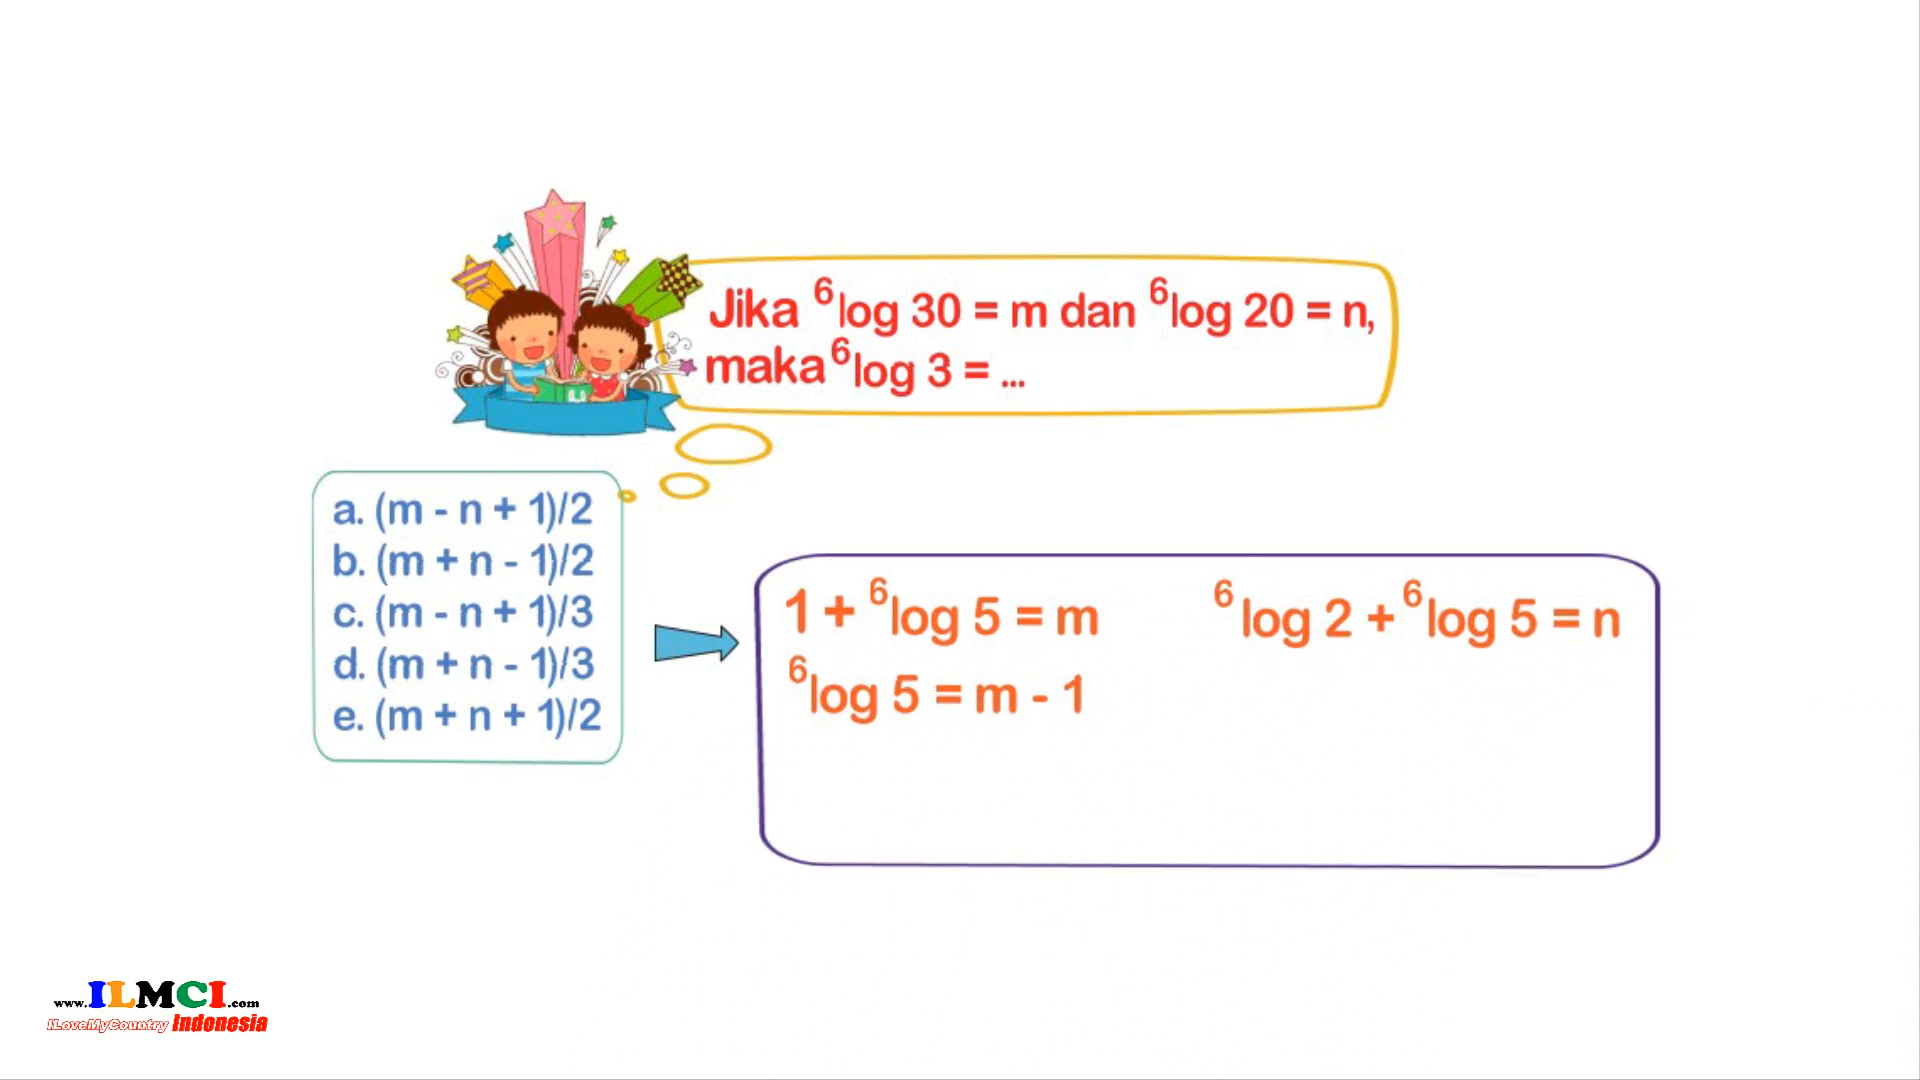 Jika ⁶log 30 = m dan ⁶log 20 = n,
maka ⁶log 3 = ...
a. (m - n + 1)/2
b. (m + n - 1)/2
c. (m - n + 1)/3
d. (m + n - 1)/3
e. (m + n + 1)/2
1 + ⁶log 5 = m
⁶log 5 = m - 1
⁶log 2 + ⁶log 5 = n
www.ILMCI.com
ILoveMyCountry Indonesia